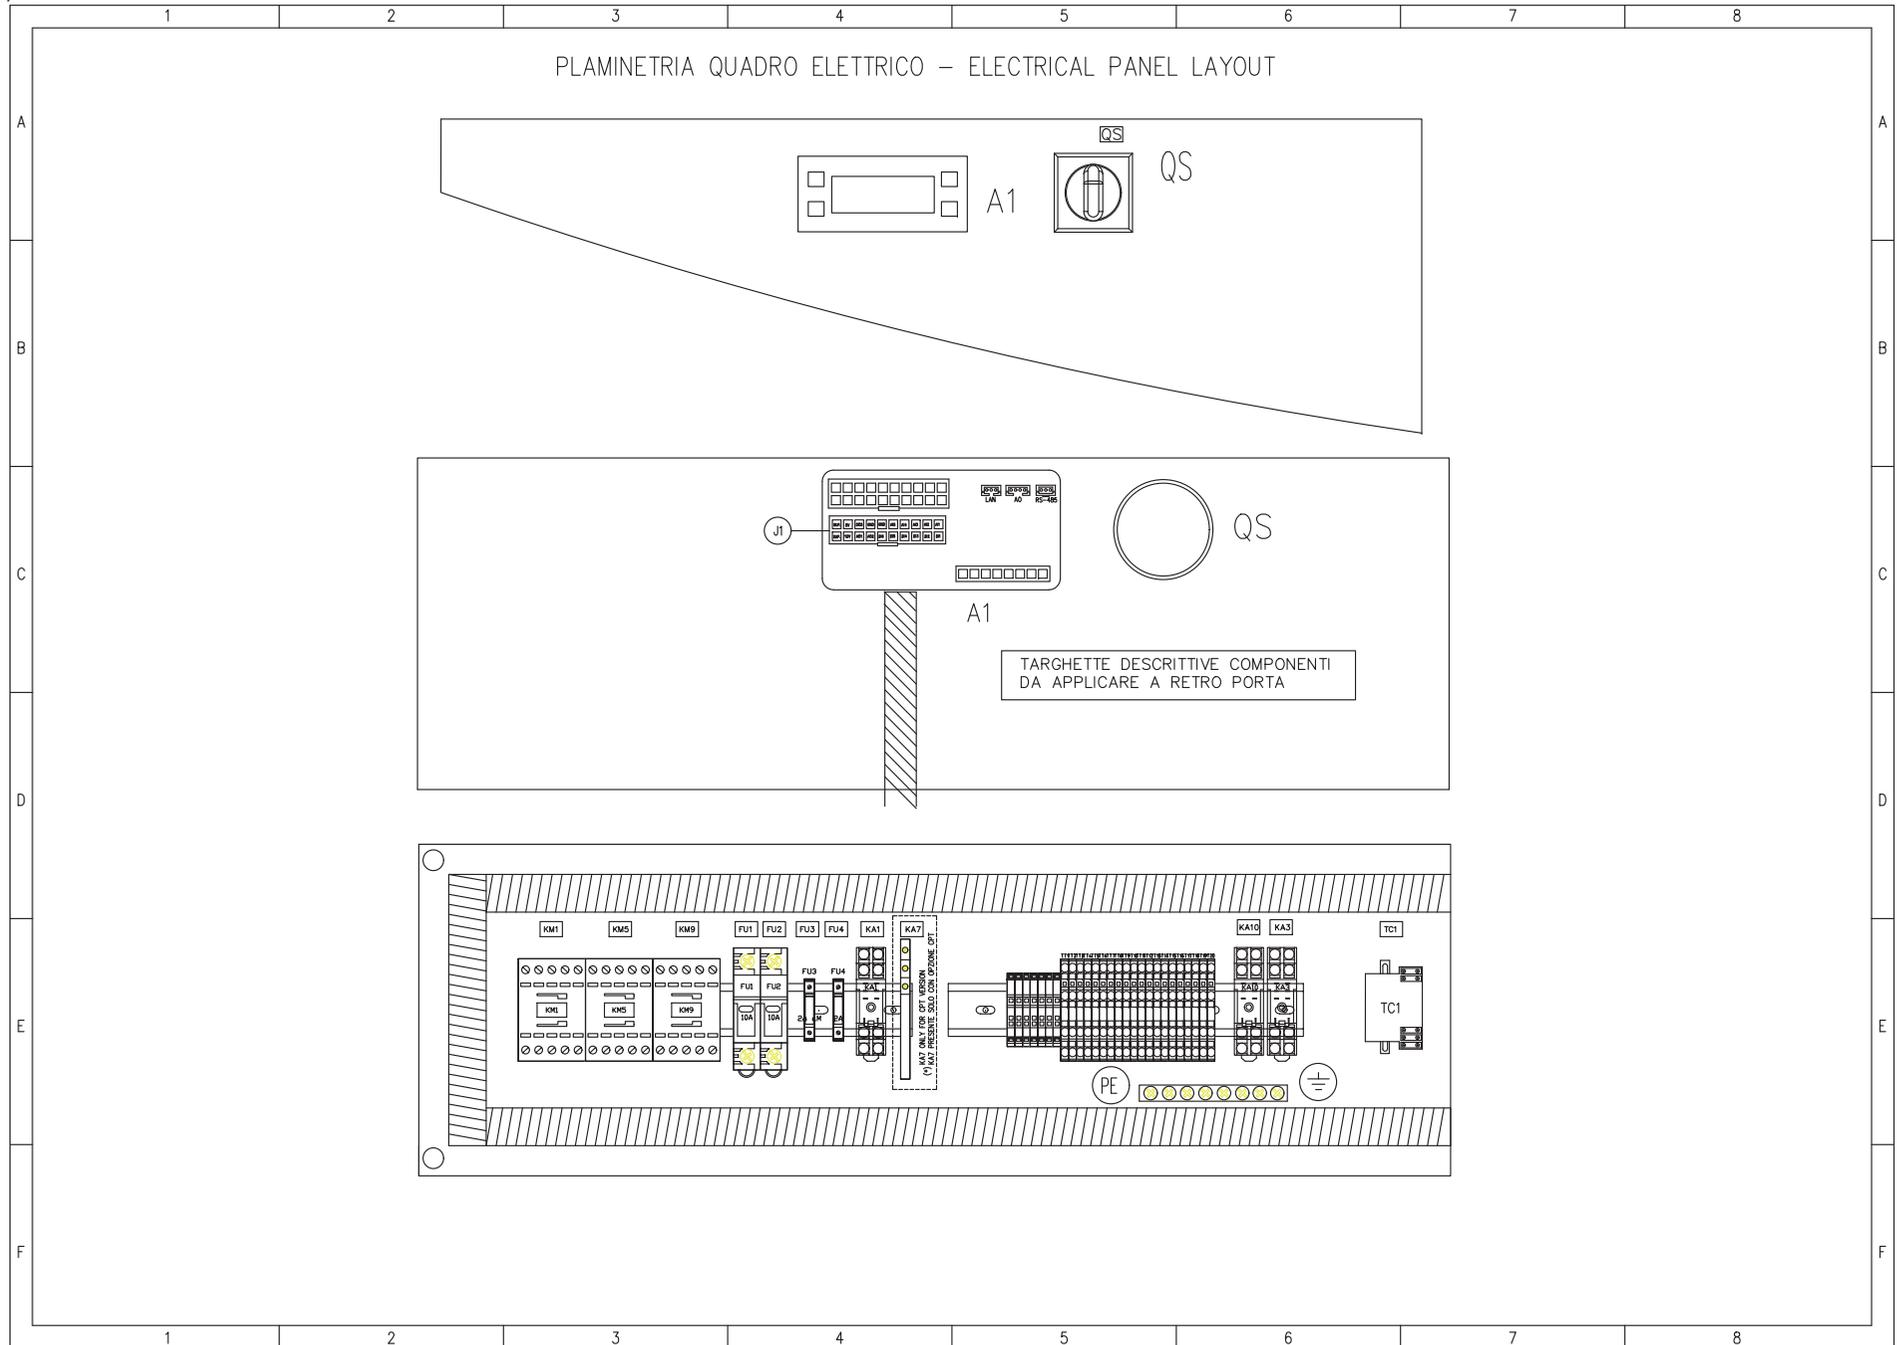 1 2 3 4 5 6 7 8
PLAMINETRIA QUADRO ELETTRICO – ELECTRICAL PANEL LAYOUT
A A
QS
QS
A1
B B
LAN A0 RS-485
J1
QS
C C
A1
TARGHETTE DESCRITTIVE COMPONENTI
DA APPLICARE A RETRO PORTA
D D
KM1 KM5 KM9 FU1 FU2 FU3 FU4 KA1 KA7 KA10 KA3 TC1
FU3 FU4
FU1 FU2 KA1 KA10 KA3
KM1 KM5 KM9 TC1
10A 10A 2A
(*) KA7 ONLY FOR CPT VERSION
KA7 PRESENTE SOLO CON OPZIONE CPT
E E
PE
F F
1 2 3 4 5 6 7 8